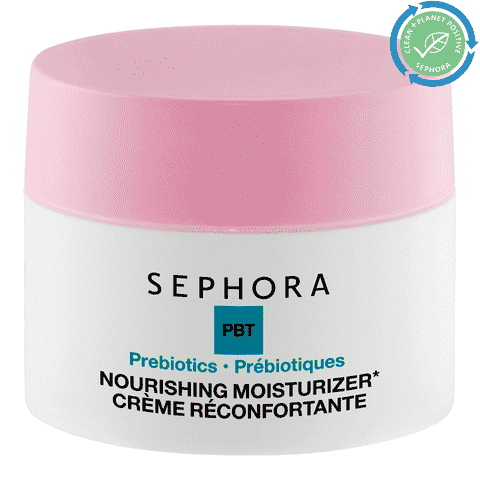 CLEAN + PLANET POSITIVE
SEPHORA
SEPHORA
PBT
Prebiotics • Prébiotiques
NOURISHING MOISTURIZER*
CRÈME RÉCONFORTANTE